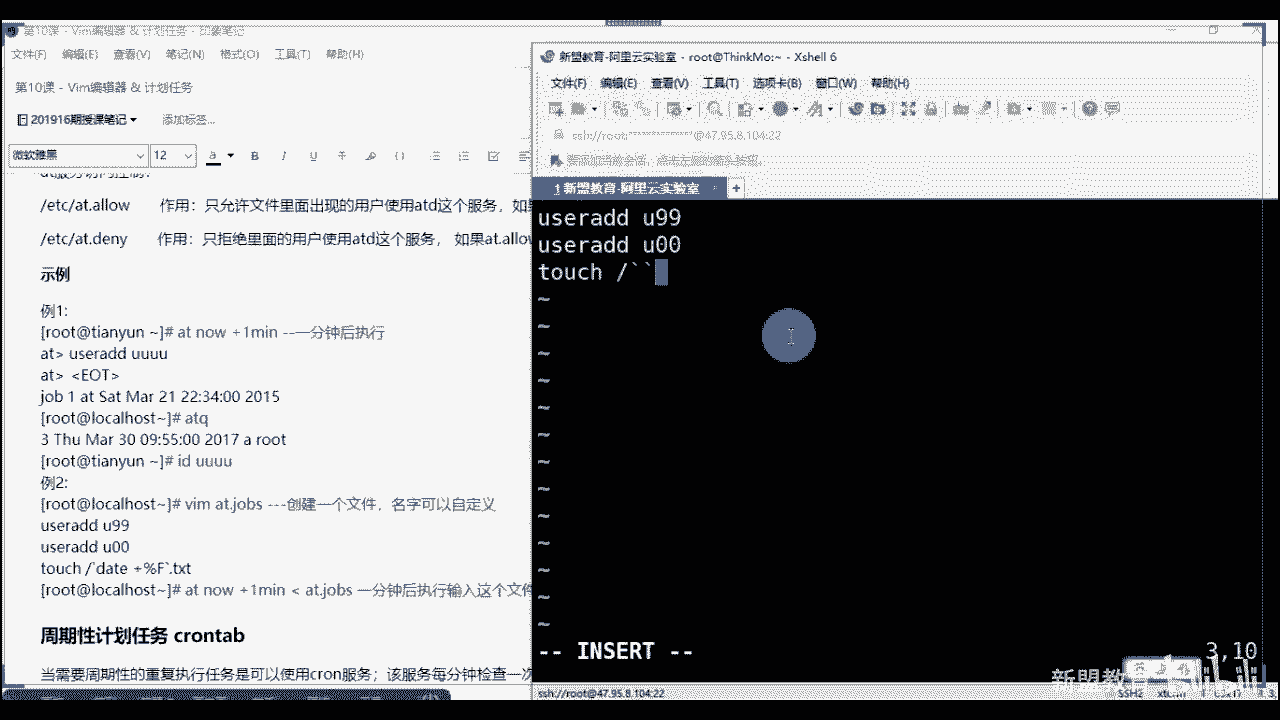 第10课 - Vim编辑器 & 计划任务 - 有道云笔记
文件(F) 编辑(E) 查看(V) 笔记(N) 格式(O) 工具(T) 帮助(H)
第10课 - Vim编辑器 & 计划任务
201916期授课笔记 添加标签...
微软雅黑 12 a B I U
/etc/at.allow 作用：只允许文件里面出现的用户使用atd这个服务，如果
/etc/at.deny 作用：只拒绝里面的用户使用atd这个服务， 如果at.allow
示例
例1:
[root@tianyun ~]# at now +1min --一分钟后执行
at> useradd uuuu
at> <EOT>
job 1 at Sat Mar 21 22:34:00 2015
[root@localhost~]# atq
3 Thu Mar 30 09:55:00 2017 a root
[root@tianyun ~]# id uuuu
例2:
[root@localhost~]# vim at.jobs ---创建一个文件，名字可以自定义
useradd u99
useradd u00
touch /`date +%F`.txt
[root@localhost~]# at now +1min < at.jobs 一分钟后执行输入这个文件
周期性计划任务 crontab
当需要周期性的重复执行任务是可以使用cron服务；该服务每分钟检查一次
新盟教育-阿里云实验室 - root@ThinkMo:~ - Xshell 6
文件(F) 编辑(E) 查看(V) 工具(T) 选项卡(B) 窗口(W) 帮助(H)
ssh://root:***************@47.95.8.104:22
1 新盟教育-阿里云实验室 +
useradd u99
useradd u00
touch /``
~
~
~
~
~
~
~
~
~
~
~
~
~
-- INSERT -- 3,10
ssh://root@47.95.8.104:22
新盟教